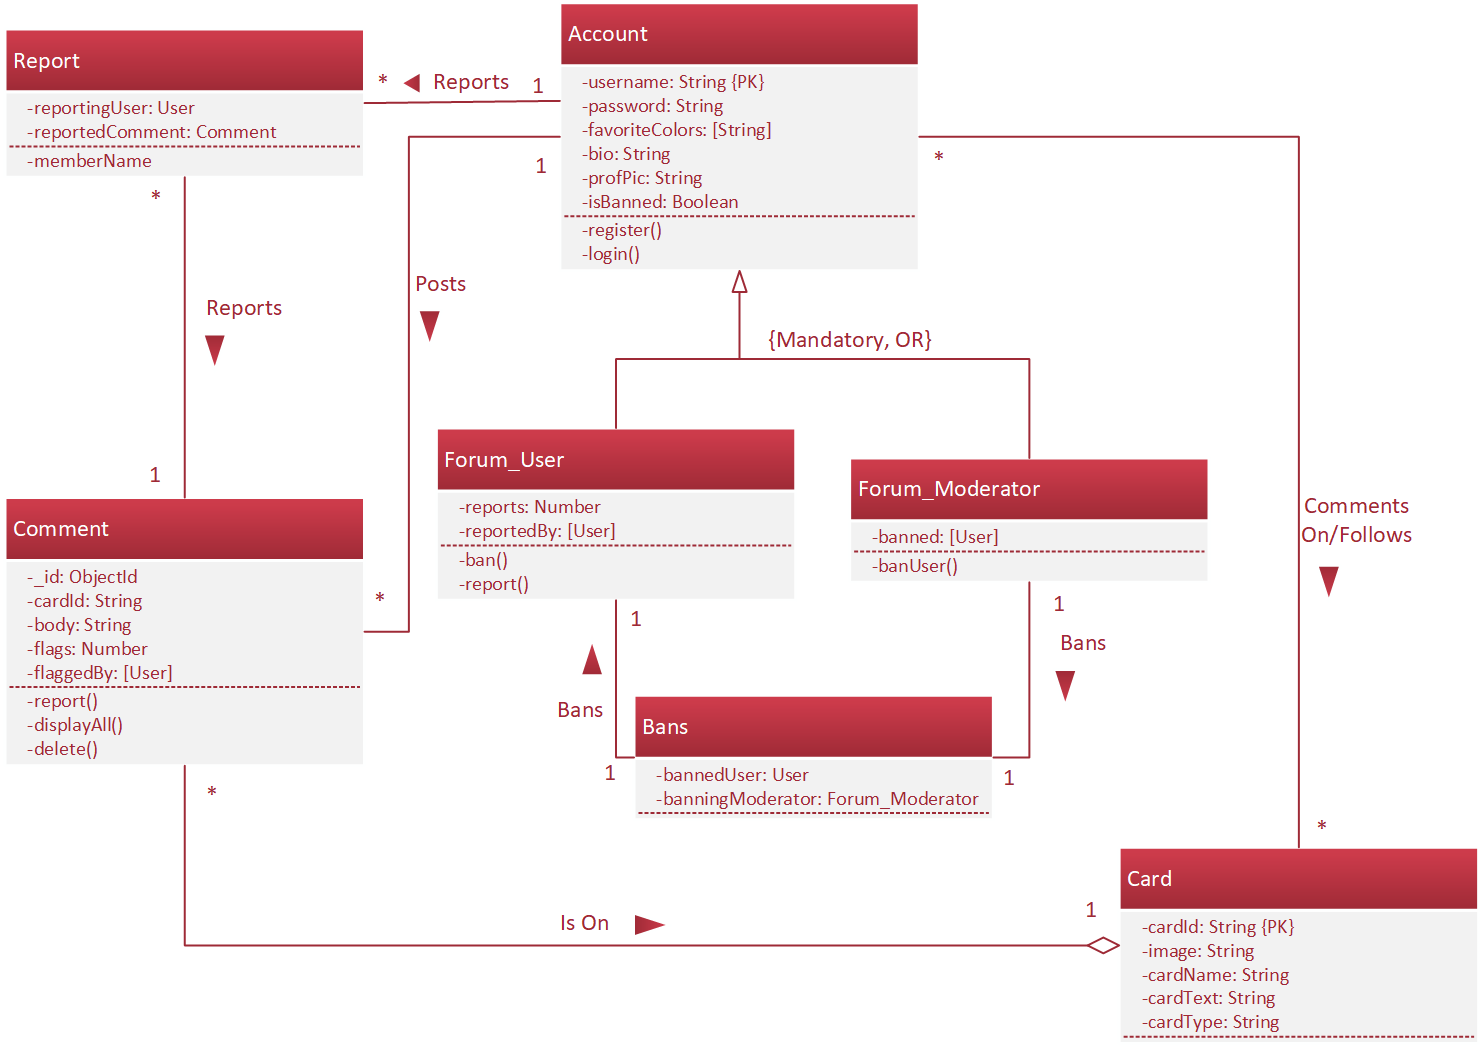 Account
-username: String {PK}
-password: String
-favoriteColors: [String]
-bio: String
-profPic: String
-isBanned: Boolean
-register()
-login()
Report
-reportingUser: User
-reportedComment: Comment
-memberName
* Reports 1
*
1
*
Reports
Posts
{Mandatory, OR}
1
Forum_User
-reports: Number
-reportedBy: [User]
-ban()
-report()
Forum_Moderator
-banned: [User]
-banUser()
Comments
On/Follows
Comment
-_id: ObjectId
-cardId: String
-body: String
-flags: Number
-flaggedBy: [User]
-report()
-displayAll()
-delete()
*
1
1
Bans
Bans
Bans
-bannedUser: User
-banningModerator: Forum_Moderator
1
1
*
*
Is On
1
Card
-cardId: String {PK}
-image: String
-cardName: String
-cardText: String
-cardType: String